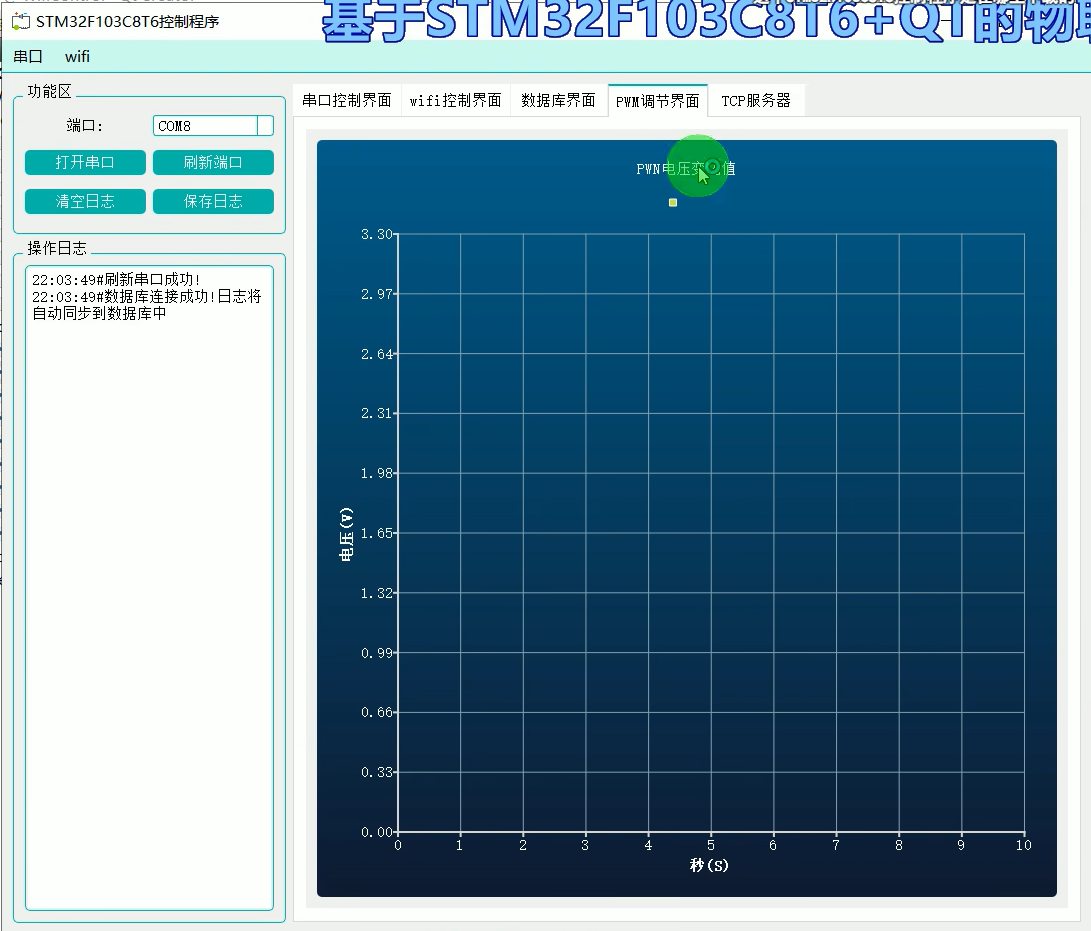 STM32F103C8T6控制程序
基于STM32F103C8T6+QT的物联
串口 wifi
功能区
端口: COM8
打开串口 刷新端口
清空日志 保存日志
操作日志
22:03:49#刷新串口成功!
22:03:49#数据库连接成功!日志将
自动同步到数据库中
串口控制界面 wifi控制界面 数据库界面 PWM调节界面 TCP服务器
PWN电压变化值
3.30
2.97
2.64
2.31
1.98
1.65
1.32
0.99
0.66
0.33
0.00
电压(V)
0 1 2 3 4 5 6 7 8 9 10
秒(S)